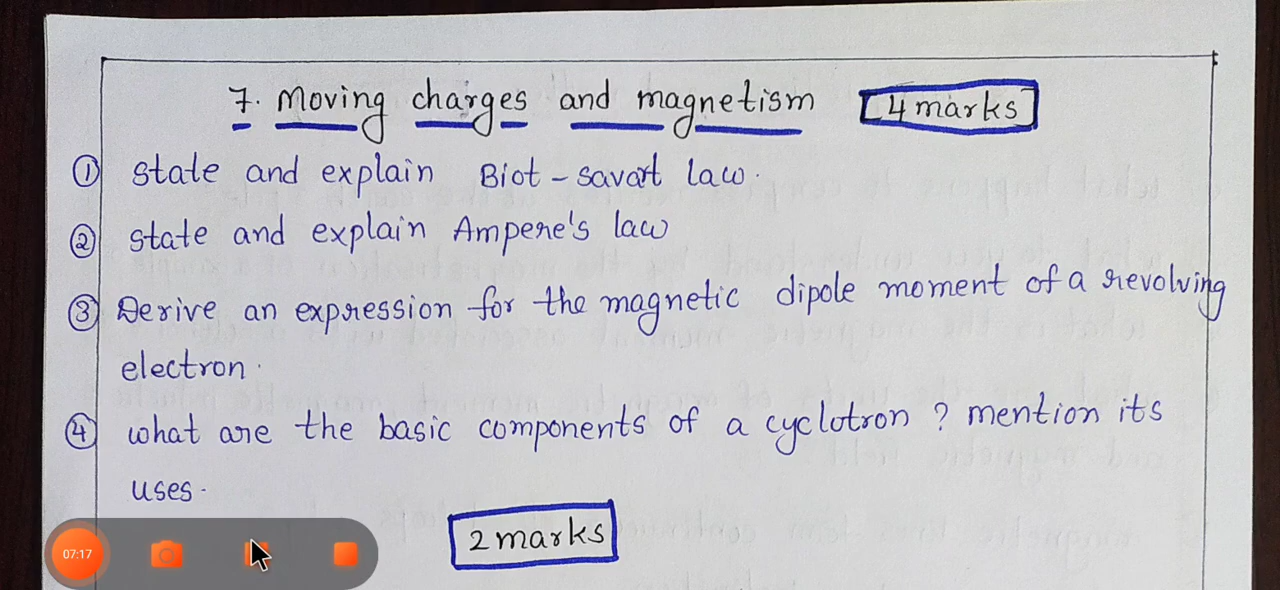 7. Moving charges and magnetism [4 marks]
① state and explain Biot-savart law.
② state and explain Ampere's law
③ Derive an expression for the magnetic dipole moment of a revolving
electron.
④ what are the basic components of a cyclotron? mention its
uses.
2 marks
07:17